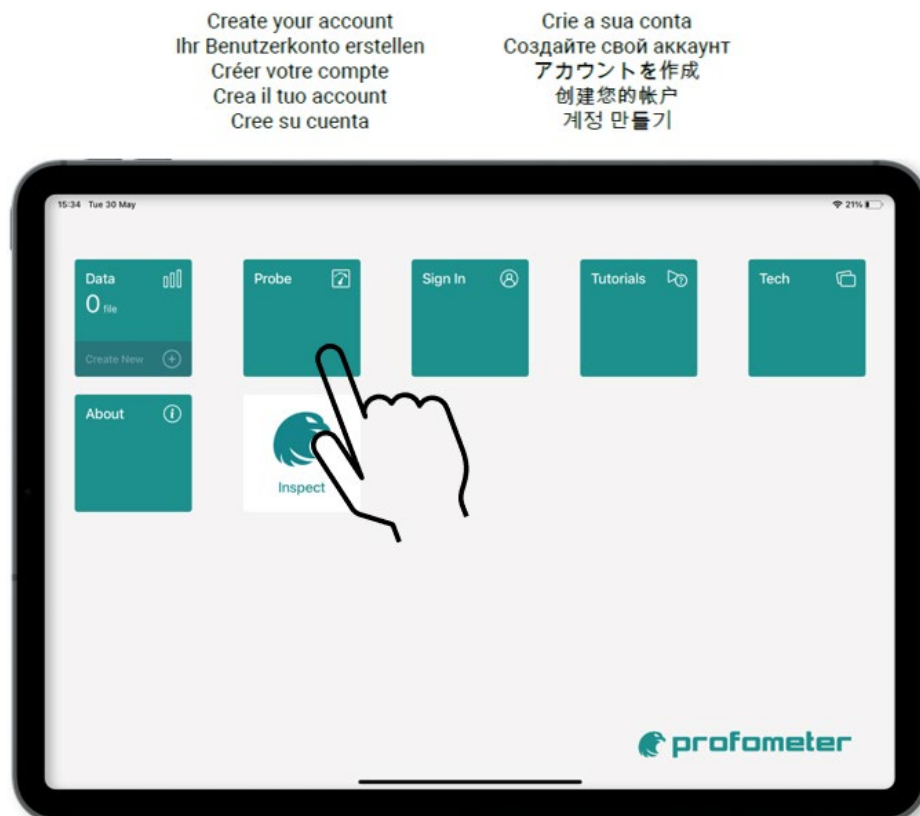 Create your account
Ihr Benutzerkonto erstellen
Créer votre compte
Crea il tuo account
Cree su cuenta
Crie a sua conta
Создайте свой аккаунт
アカウントを作成
创建您的帐户
계정 만들기
15:34 Tue 30 May
21%
Data
0 file
Create New
Probe
Sign In
Tutorials
Tech
About
Inspect
profometer